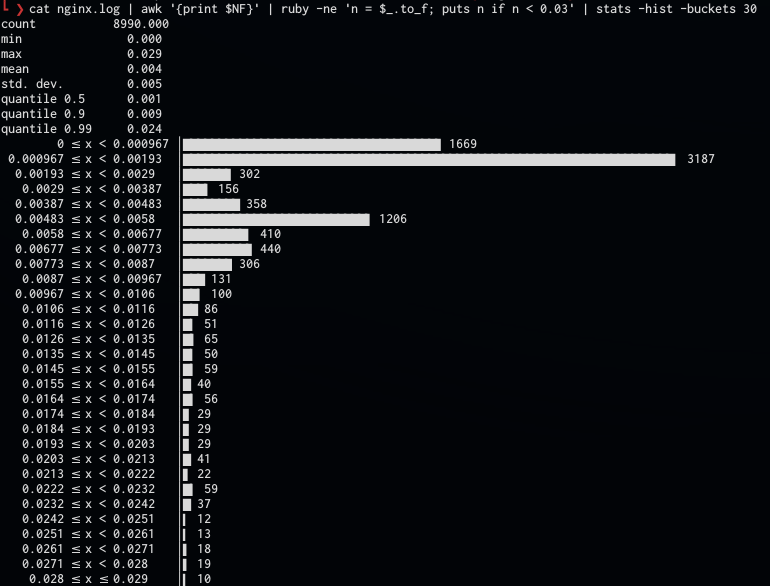 ❯ cat nginx.log | awk '{print $NF}' | ruby -ne 'n = $_.to_f; puts n if n < 0.03' | stats -hist -buckets 30
count 8990.000
min 0.000
max 0.029
mean 0.004
std. dev. 0.005
quantile 0.5 0.001
quantile 0.9 0.009
quantile 0.99 0.024
0 ≤ x < 0.000967 1669
0.000967 ≤ x < 0.00193 3187
0.00193 ≤ x < 0.0029 302
0.0029 ≤ x < 0.00387 156
0.00387 ≤ x < 0.00483 358
0.00483 ≤ x < 0.0058 1206
0.0058 ≤ x < 0.00677 410
0.00677 ≤ x < 0.00773 440
0.00773 ≤ x < 0.0087 306
0.0087 ≤ x < 0.00967 131
0.00967 ≤ x < 0.0106 100
0.0106 ≤ x < 0.0116 86
0.0116 ≤ x < 0.0126 51
0.0126 ≤ x < 0.0135 65
0.0135 ≤ x < 0.0145 50
0.0145 ≤ x < 0.0155 59
0.0155 ≤ x < 0.0164 40
0.0164 ≤ x < 0.0174 56
0.0174 ≤ x < 0.0184 29
0.0184 ≤ x < 0.0193 29
0.0193 ≤ x < 0.0203 29
0.0203 ≤ x < 0.0213 41
0.0213 ≤ x < 0.0222 22
0.0222 ≤ x < 0.0232 59
0.0232 ≤ x < 0.0242 37
0.0242 ≤ x < 0.0251 12
0.0251 ≤ x < 0.0261 13
0.0261 ≤ x < 0.0271 18
0.0271 ≤ x < 0.028 19
0.028 ≤ x ≤ 0.029 10